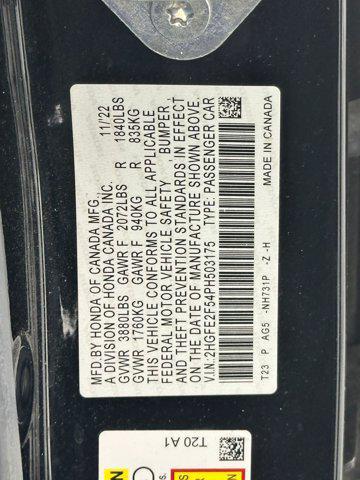 MFD.BY HONDA OF CANADA MFG. 11/'22
A DIVISION OF HONDA CANADA INC.
GVWR 3880LBS GAWR F 2072LBS R 1840LBS
GVWR 1760KG GAWR F 940KG R 835KG
THIS VEHICLE CONFORMS TO ALL APPLICABLE
FEDERAL MOTOR VEHICLE SAFETY, BUMPER, AND
THEFT PREVENTION STANDARDS IN EFFECT
ON THE DATE OF MANUFACTURE SHOWN ABOVE.
V.I.N.:2HGFE2F54PH503175 TYPE:PASSENGER CAR
T23 P AG5 -NH731P -Z -H MADE IN CANADA
T20 A1